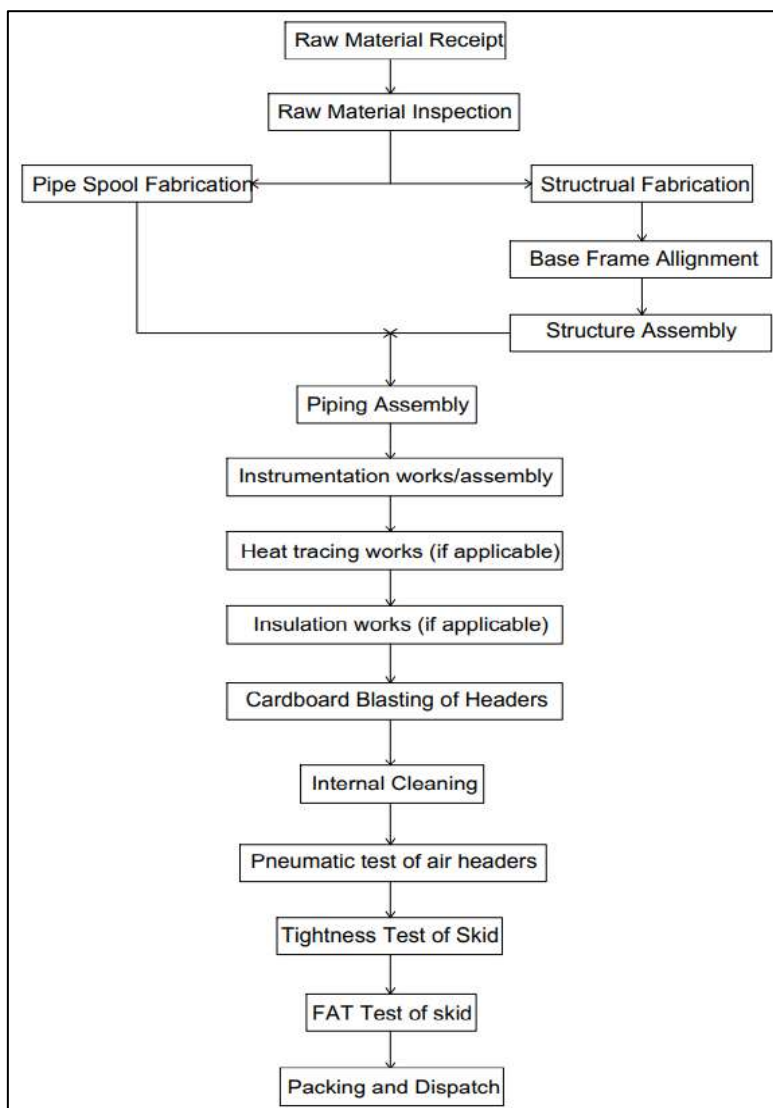 Raw Material Receipt
Raw Material Inspection
Pipe Spool Fabrication
Structrual Fabrication
Base Frame Allignment
Structure Assembly
Piping Assembly
Instrumentation works/assembly
Heat tracing works (if applicable)
Insulation works (if applicable)
Cardboard Blasting of Headers
Internal Cleaning
Pneumatic test of air headers
Tightness Test of Skid
FAT Test of skid
Packing and Dispatch